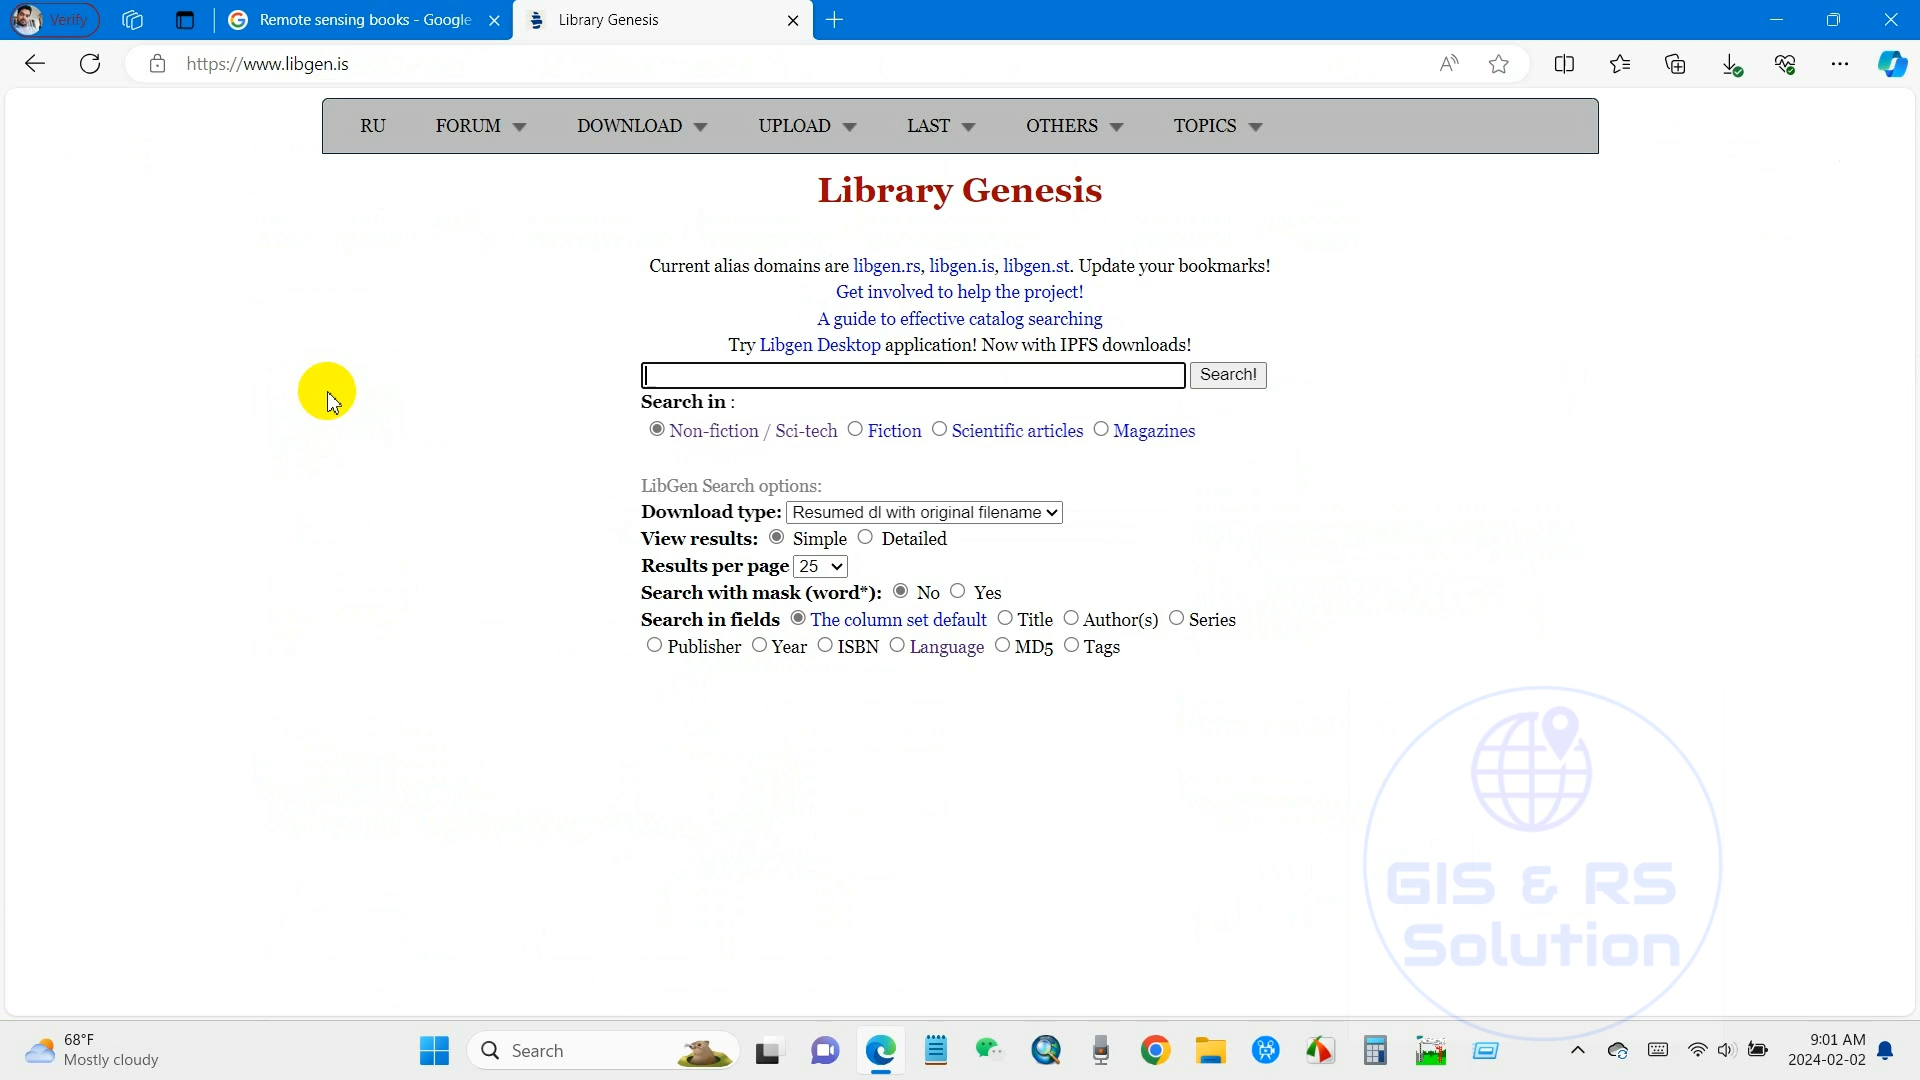 Verify
Remote sensing books - Google
Library Genesis
https://www.libgen.is
RU FORUM DOWNLOAD UPLOAD LAST OTHERS TOPICS
Library Genesis
Current alias domains are libgen.rs, libgen.is, libgen.st. Update your bookmarks!
Get involved to help the project!
A guide to effective catalog searching
Try Libgen Desktop application! Now with IPFS downloads!
Search!
Search in :
Non-fiction / Sci-tech Fiction Scientific articles Magazines
LibGen Search options:
Download type: Resumed dl with original filename
View results: Simple Detailed
Results per page 25
Search with mask (word*): No Yes
Search in fields The column set default Title Author(s) Series
Publisher Year ISBN Language MD5 Tags
GIS & RS
Solution
68°F
Mostly cloudy
Search
9:01 AM
2024-02-02